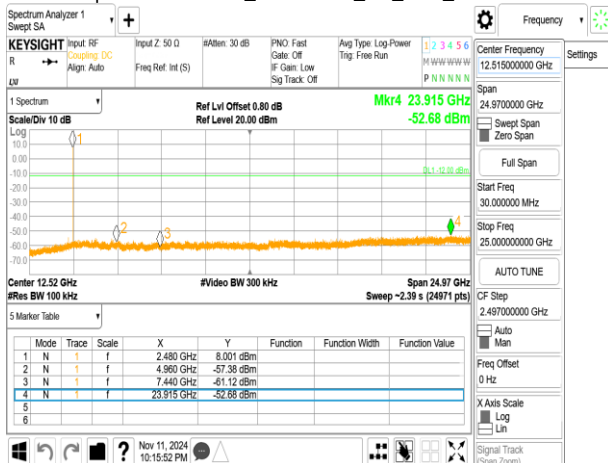 Spectrum Analyzer 1
Swept SA
+
Frequency
KEYSIGHT
R
Input: RF
Coupling: DC
Align: Auto
Input Z: 50 Ω
Freq Ref: Int (S)
#Atten: 30 dB
PNO: Fast
Gate: Off
IF Gain: Low
Sig Track: Off
Avg Type: Log-Power
Trig: Free Run
1 2 3 4 5 6
M W W W W W
P N N N N N
1 Spectrum
Scale/Div 10 dB
Ref Lvl Offset 0.80 dB
Ref Level 20.00 dBm
Mkr4 23.915 GHz
-52.68 dBm
Log
10.0
0.00
-10.0
-20.0
-30.0
-40.0
-50.0
-60.0
-70.0
1
2
3
4
DL1 -12.00 dBm
Center 12.52 GHz
#Res BW 100 kHz
#Video BW 300 kHz
Span 24.97 GHz
Sweep ~2.39 s (24971 pts)
5 Marker Table
Mode Trace Scale X Y Function Function Width Function Value
1 N 1 f 2.480 GHz 8.001 dBm
2 N 1 f 4.960 GHz -57.38 dBm
3 N 1 f 7.440 GHz -61.12 dBm
4 N 1 f 23.915 GHz -52.68 dBm
5
6
?
Nov 11, 2024
10:15:52 PM
Center Frequency
12.515000000 GHz
Settings
Span
24.9700000 GHz
Swept Span
Zero Span
Full Span
Start Freq
30.000000 MHz
Stop Freq
25.000000000 GHz
AUTO TUNE
CF Step
2.497000000 GHz
Auto
Man
Freq Offset
0 Hz
X Axis Scale
Log
Lin
Signal Track
(Span Zoom)